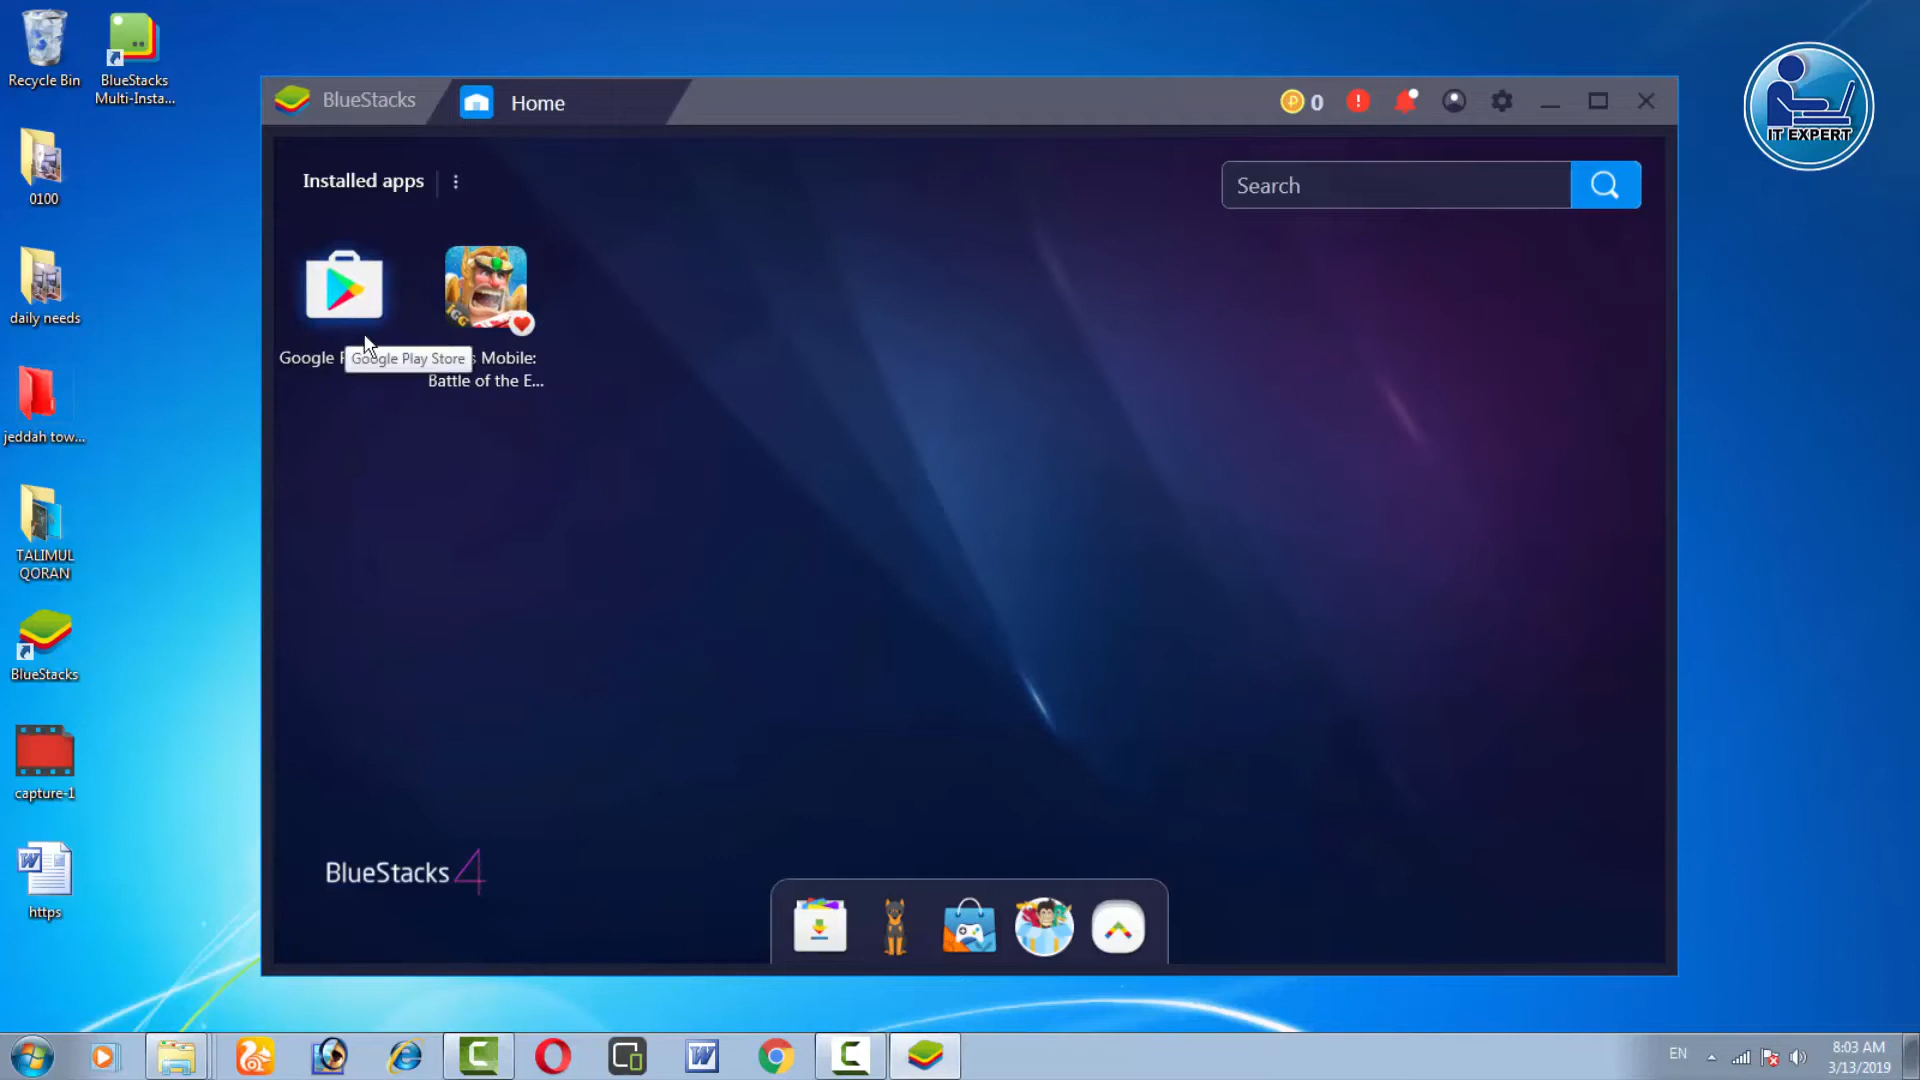 Recycle Bin
BlueStacks
Multi-Insta...
0100
daily needs
jeddah tow...
TALIMUL
QORAN
BlueStacks
capture-1
https
BlueStacks
Home
0
Installed apps
Search
Google
Google Play Store
Mobile:
Battle of the E...
IGG
BlueStacks 4
IT EXPERT
EN
8:03 AM
3/13/2019